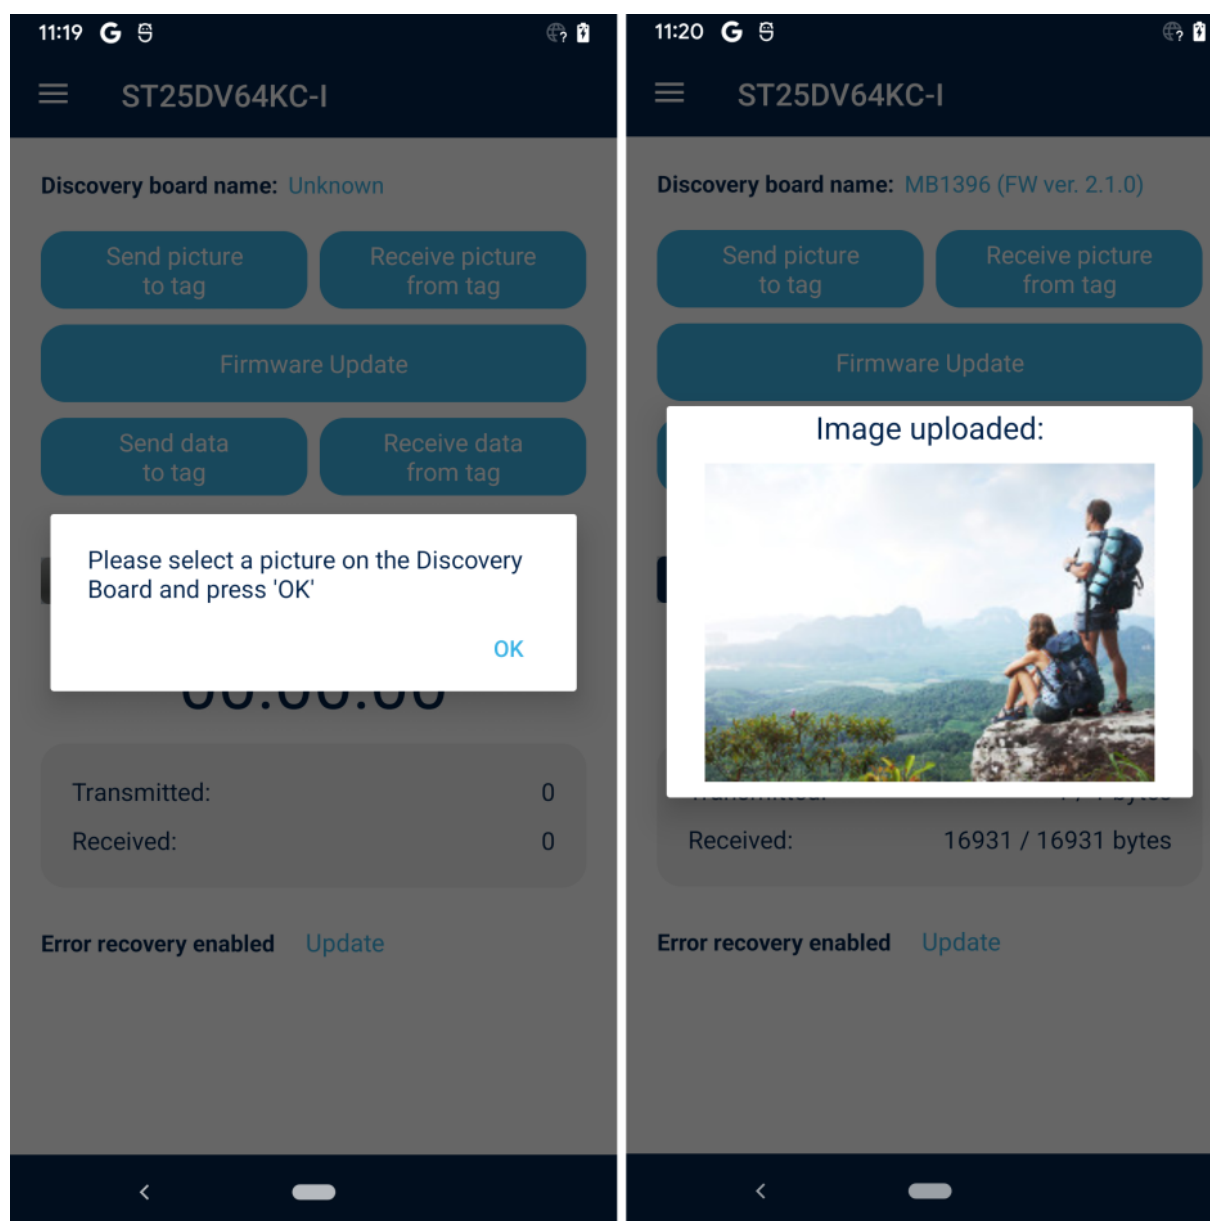 11:19
ST25DV64KC-I
Discovery board name: Unknown
Send picture
to tag
Receive picture
from tag
Firmware Update
Send data
to tag
Receive data
from tag
Please select a picture on the Discovery
Board and press 'OK'
OK
Transmitted: 0
Received: 0
Error recovery enabled Update
11:20
ST25DV64KC-I
Discovery board name: MB1396 (FW ver. 2.1.0)
Send picture
to tag
Receive picture
from tag
Firmware Update
Image uploaded:
Received: 16931 / 16931 bytes
Error recovery enabled Update